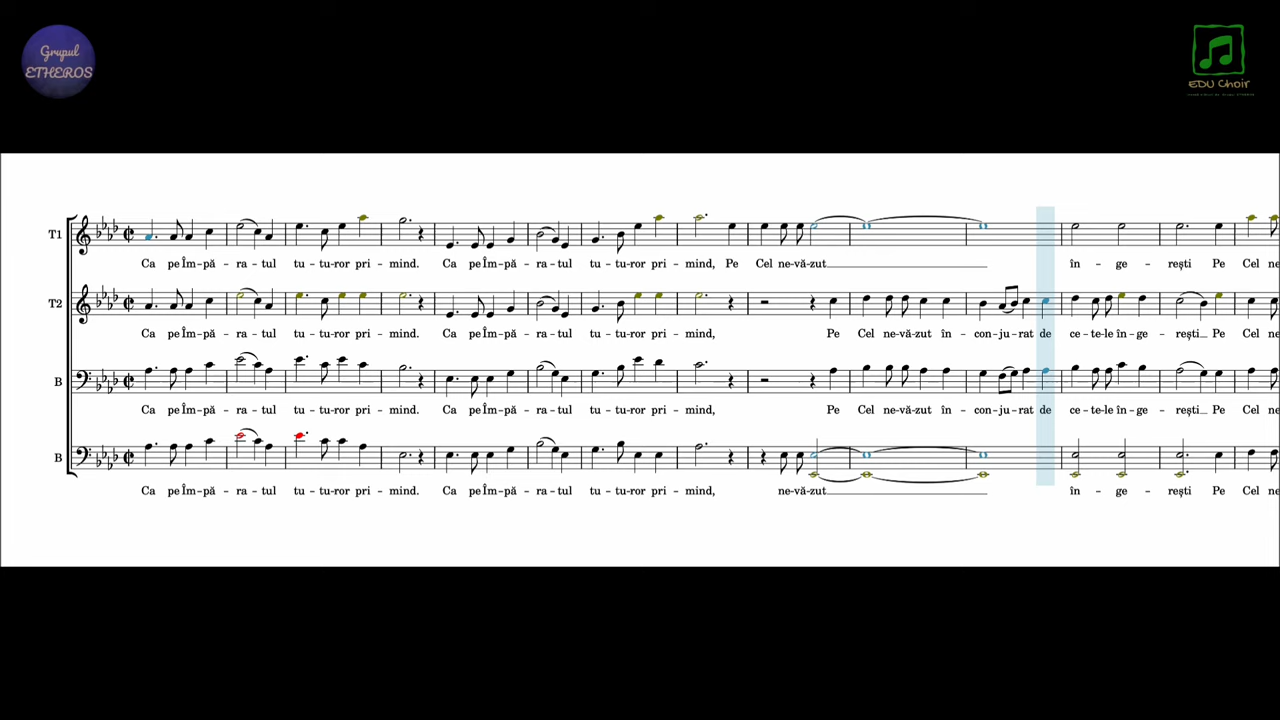 Grupul
ETHEROS
EDU Choir
T1
Ca pe Îm-pă-ra-tul tu-tu-ror pri-mind. Ca pe Îm-pă-ra-tul tu-tu-ror pri-mind, Pe Cel ne-vă-zut în-ge-rești Pe Cel ne
T2
Ca pe Îm-pă-ra-tul tu-tu-ror pri-mind. Ca pe Îm-pă-ra-tul tu-tu-ror pri-mind, Pe Cel ne-vă-zut în-con-ju-rat de ce-te-le în-ge-rești Pe Cel ne
B
Ca pe Îm-pă-ra-tul tu-tu-ror pri-mind. Ca pe Îm-pă-ra-tul tu-tu-ror pri-mind, Pe Cel ne-vă-zut în-con-ju-rat de ce-te-le în-ge-rești Pe Cel ne
B
Ca pe Îm-pă-ra-tul tu-tu-ror pri-mind. Ca pe Îm-pă-ra-tul tu-tu-ror pri-mind, ne-vă-zut în-ge-rești Pe Cel ne